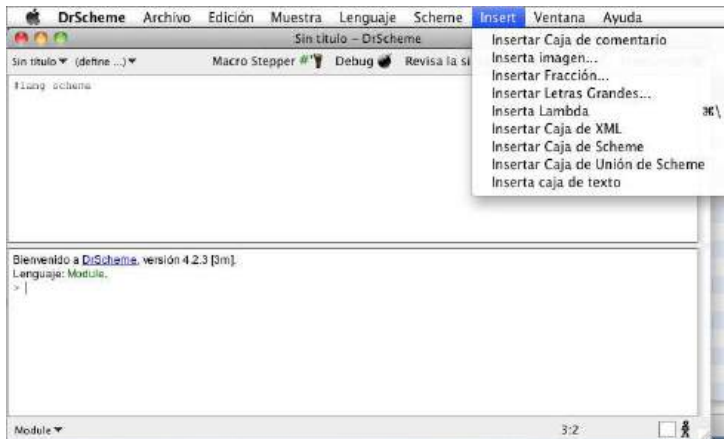 DrScheme Archivo Edición Muestra Lenguaje Scheme Insert Ventana Ayuda
Sin título – DrScheme
Sin título (define ...) Macro Stepper #' Debug Revisa la si
Insertar Caja de comentario
Inserta imagen...
Insertar Fracción...
Insertar Letras Grandes...
Inserta Lambda ⌘\
Insertar Caja de XML
Insertar Caja de Scheme
Insertar Caja de Unión de Scheme
Inserta caja de texto
#lang scheme
Bienvenido a DrScheme, versión 4.2.3 [3m].
Lenguaje: Module.
>
Module 3:2